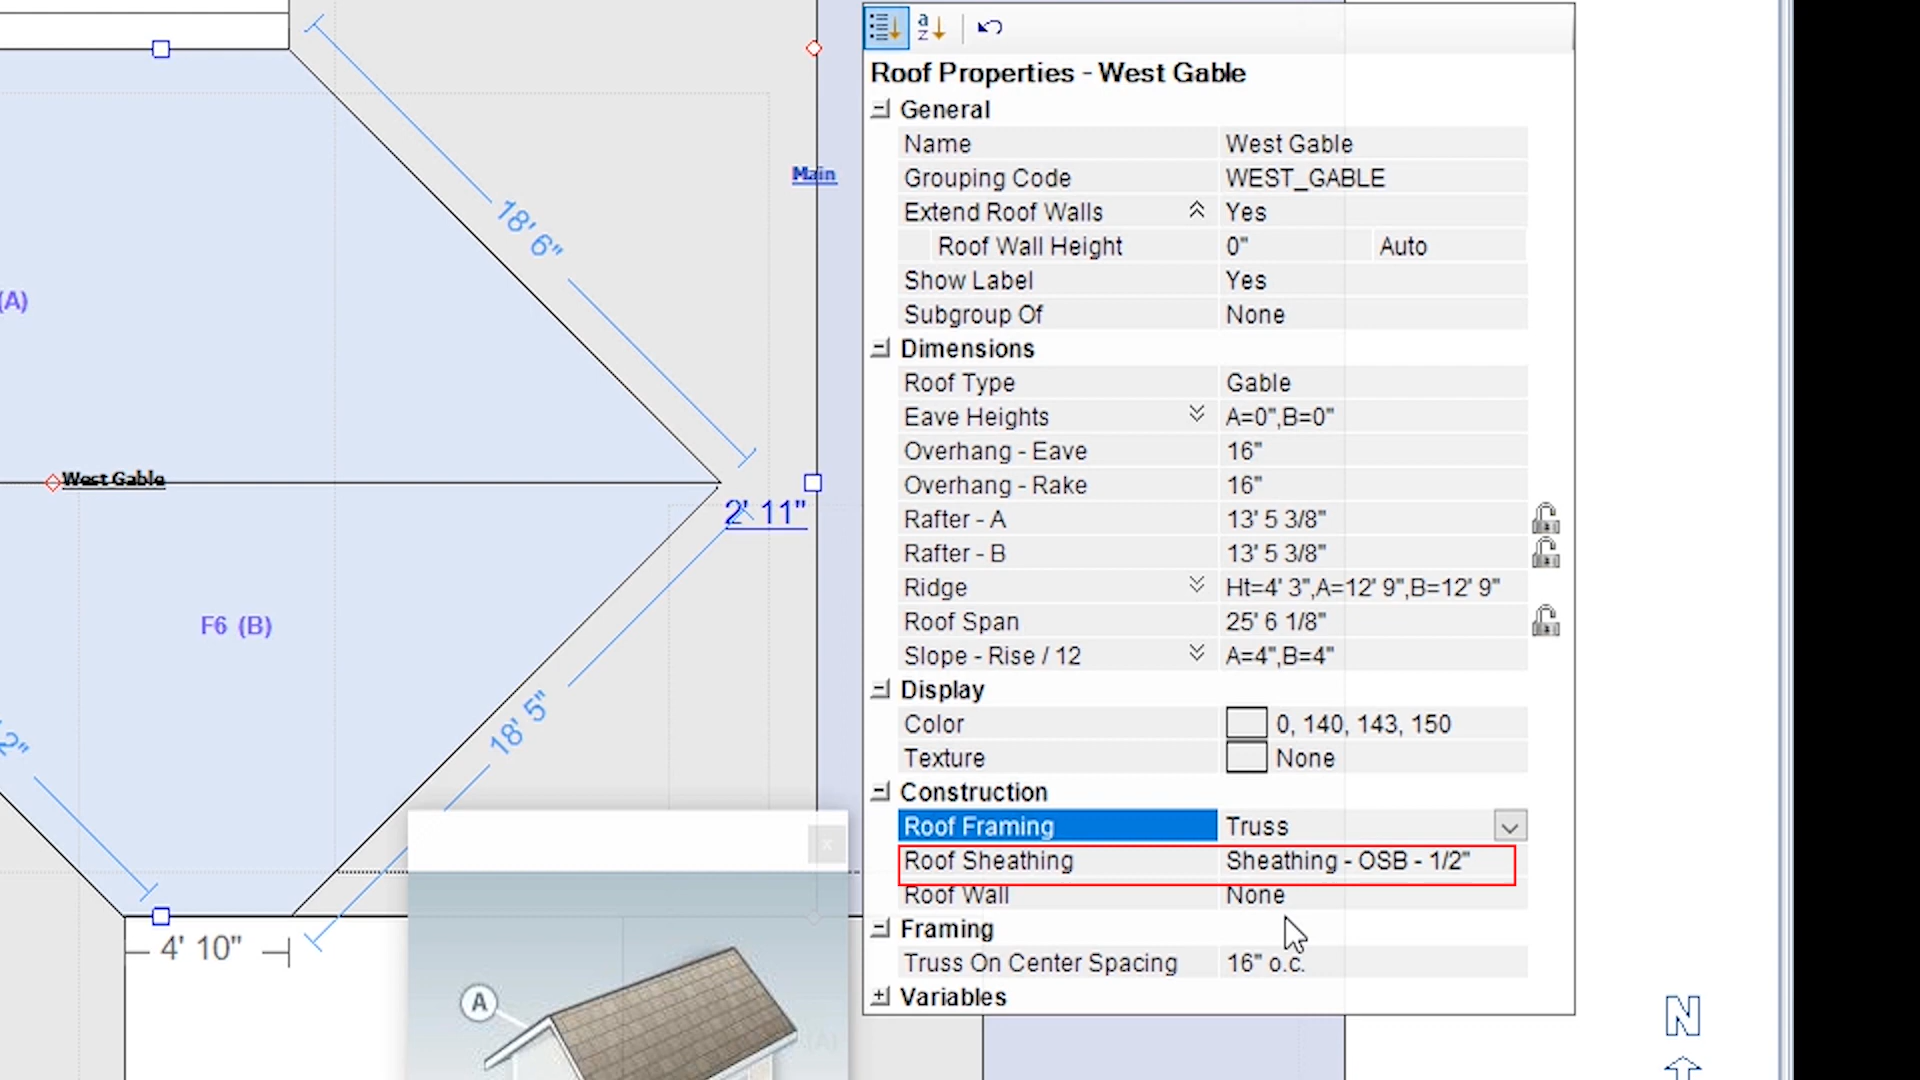 Roof Properties - West Gable
General
Name West Gable
Grouping Code WEST_GABLE
Extend Roof Walls Yes
Roof Wall Height 0" Auto
Show Label Yes
Subgroup Of None
Dimensions
Roof Type Gable
Eave Heights A=0",B=0"
Overhang - Eave 16"
Overhang - Rake 16"
Rafter - A 13' 5 3/8"
Rafter - B 13' 5 3/8"
Ridge Ht=4' 3",A=12' 9",B=12' 9"
Roof Span 25' 6 1/8"
Slope - Rise / 12 A=4",B=4"
Display
Color 0, 140, 143, 150
Texture None
Construction
Roof Framing Truss
Roof Sheathing Sheathing - OSB - 1/2"
Roof Wall None
Framing
Truss On Center Spacing 16" o.c.
Variables
Main
18' 6"
(A)
West Gable
2' 11"
F6 (B)
18' 5"
2"
4' 10"
A
(A)
N